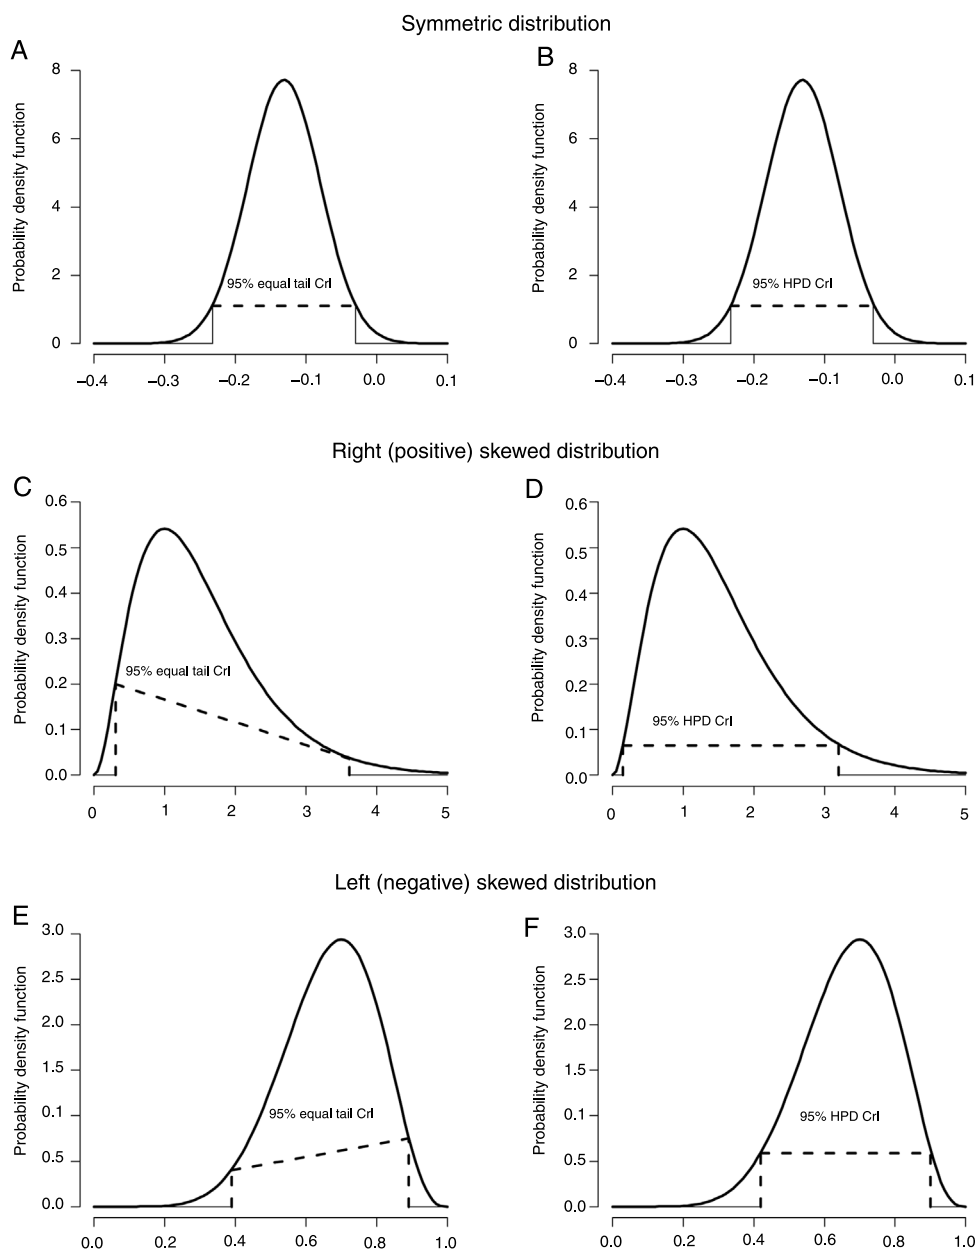 Symmetric distribution
A
Probability density function
8
6
4
2
0
95% equal tail CrI
−0.4 −0.3 −0.2 −0.1 0.0 0.1
B
Probability density function
8
6
4
2
0
95% HPD CrI
−0.4 −0.3 −0.2 −0.1 0.0 0.1
Right (positive) skewed distribution
C
Probability density function
0.6
0.5
0.4
0.3
0.2
0.1
0.0
95% equal tail CrI
0 1 2 3 4 5
D
Probability density function
0.6
0.5
0.4
0.3
0.2
0.1
0.0
95% HPD CrI
0 1 2 3 4 5
Left (negative) skewed distribution
E
Probability density function
3.0
2.5
2.0
1.5
0.1
0.5
0.0
95% equal tail CrI
0.0 0.2 0.4 0.6 0.8 1.0
F
Probability density function
3.0
2.5
2.0
1.5
0.1
0.5
0.0
95% HPD CrI
0.0 0.2 0.4 0.6 0.8 1.0